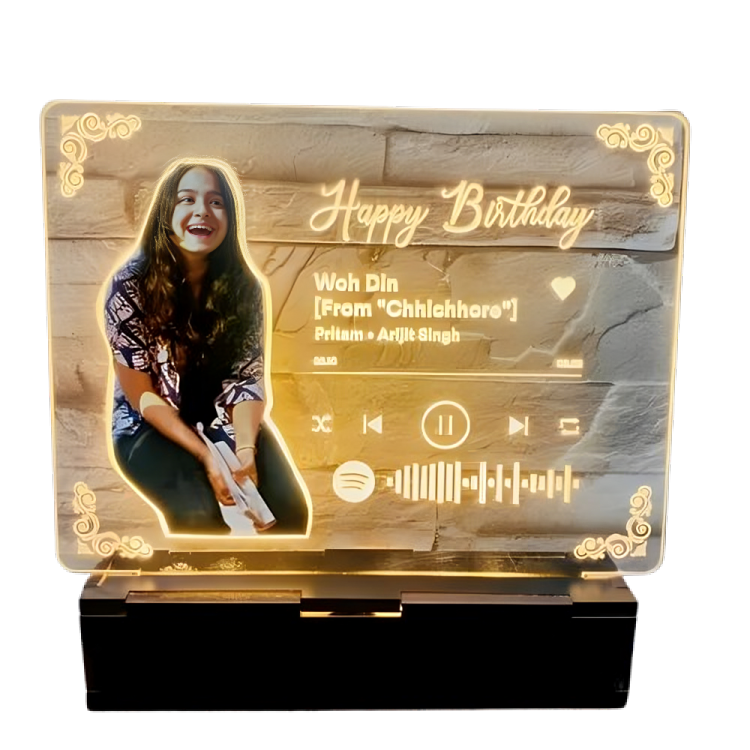 Happy Birthday
Woh Din
[From "Chhichhore"]
Pritam • Arijit Singh